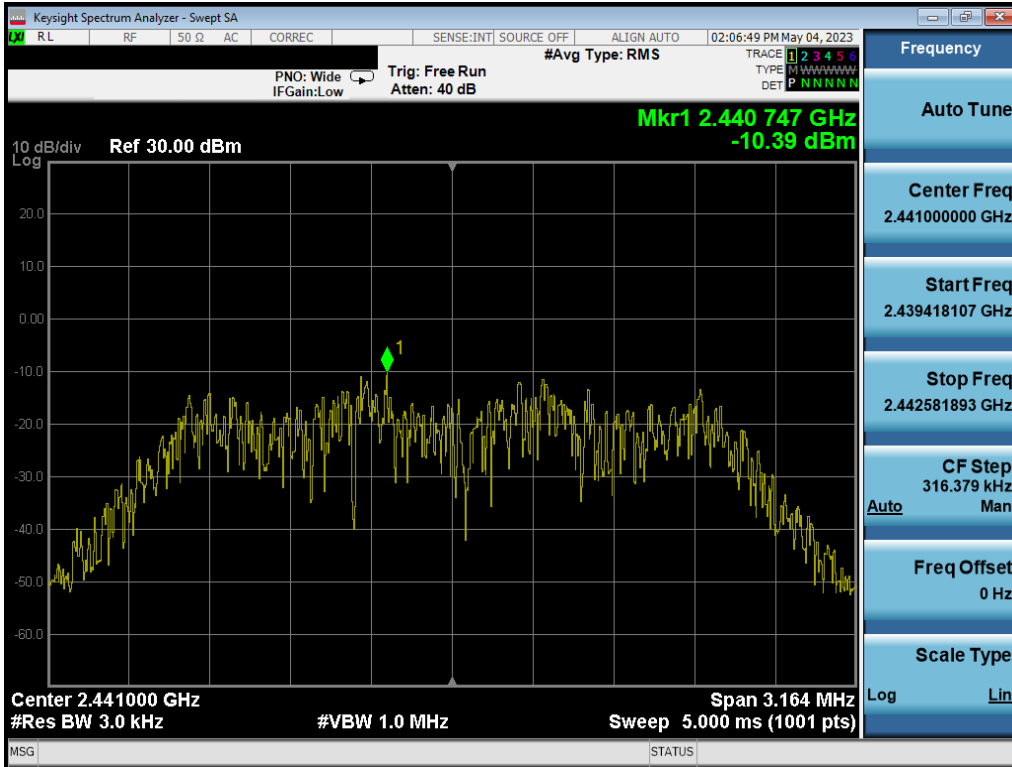 Keysight Spectrum Analyzer - Swept SA
LXI RL RF 50 Ω AC CORREC SENSE:INT SOURCE OFF ALIGN AUTO 02:06:49 PM May 04, 2023
#Avg Type: RMS TRACE 1 2 3 4 5 6
PNO: Wide Trig: Free Run TYPE M W W W W W
IFGain:Low Atten: 40 dB DET P N N N N N
Mkr1 2.440 747 GHz
-10.39 dBm
10 dB/div Ref 30.00 dBm
Log
20.0
10.0
0.00
1
-10.0
-20.0
-30.0
-40.0
-50.0
-60.0
Center 2.441000 GHz Span 3.164 MHz
#Res BW 3.0 kHz #VBW 1.0 MHz Sweep 5.000 ms (1001 pts)
MSG STATUS
Frequency
Auto Tune
Center Freq
2.441000000 GHz
Start Freq
2.439418107 GHz
Stop Freq
2.442581893 GHz
CF Step
316.379 kHz
Auto Man
Freq Offset
0 Hz
Scale Type
Log Lin